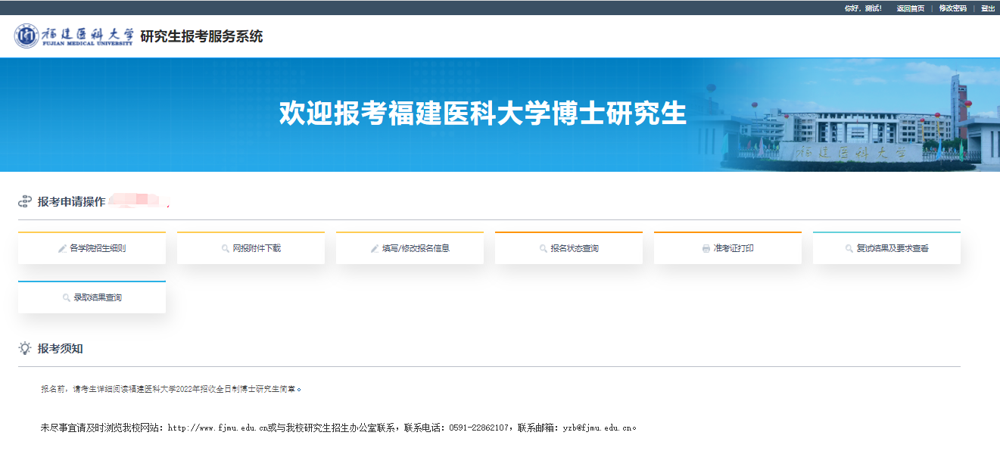 你好，测试！ 返回首页 | 修改密码 | 登出
福建医科大学 研究生报考服务系统
FUJIAN MEDICAL UNIVERSITY
欢迎报考福建医科大学博士研究生
福建医科大学
报考申请操作
各学院招生细则 网报附件下载 填写/修改报名信息 报名状态查询 准考证打印 复试结果及要求查看
录取结果查询
报考须知
报名前，请考生详细阅读福建医科大学2022年招收全日制博士研究生简章。
未尽事宜请及时浏览我校网站：http://www.fjmu.edu.cn或与我校研究生招生办公室联系，联系电话：0591-22862107，联系邮箱：yzb@fjmu.edu.cn。